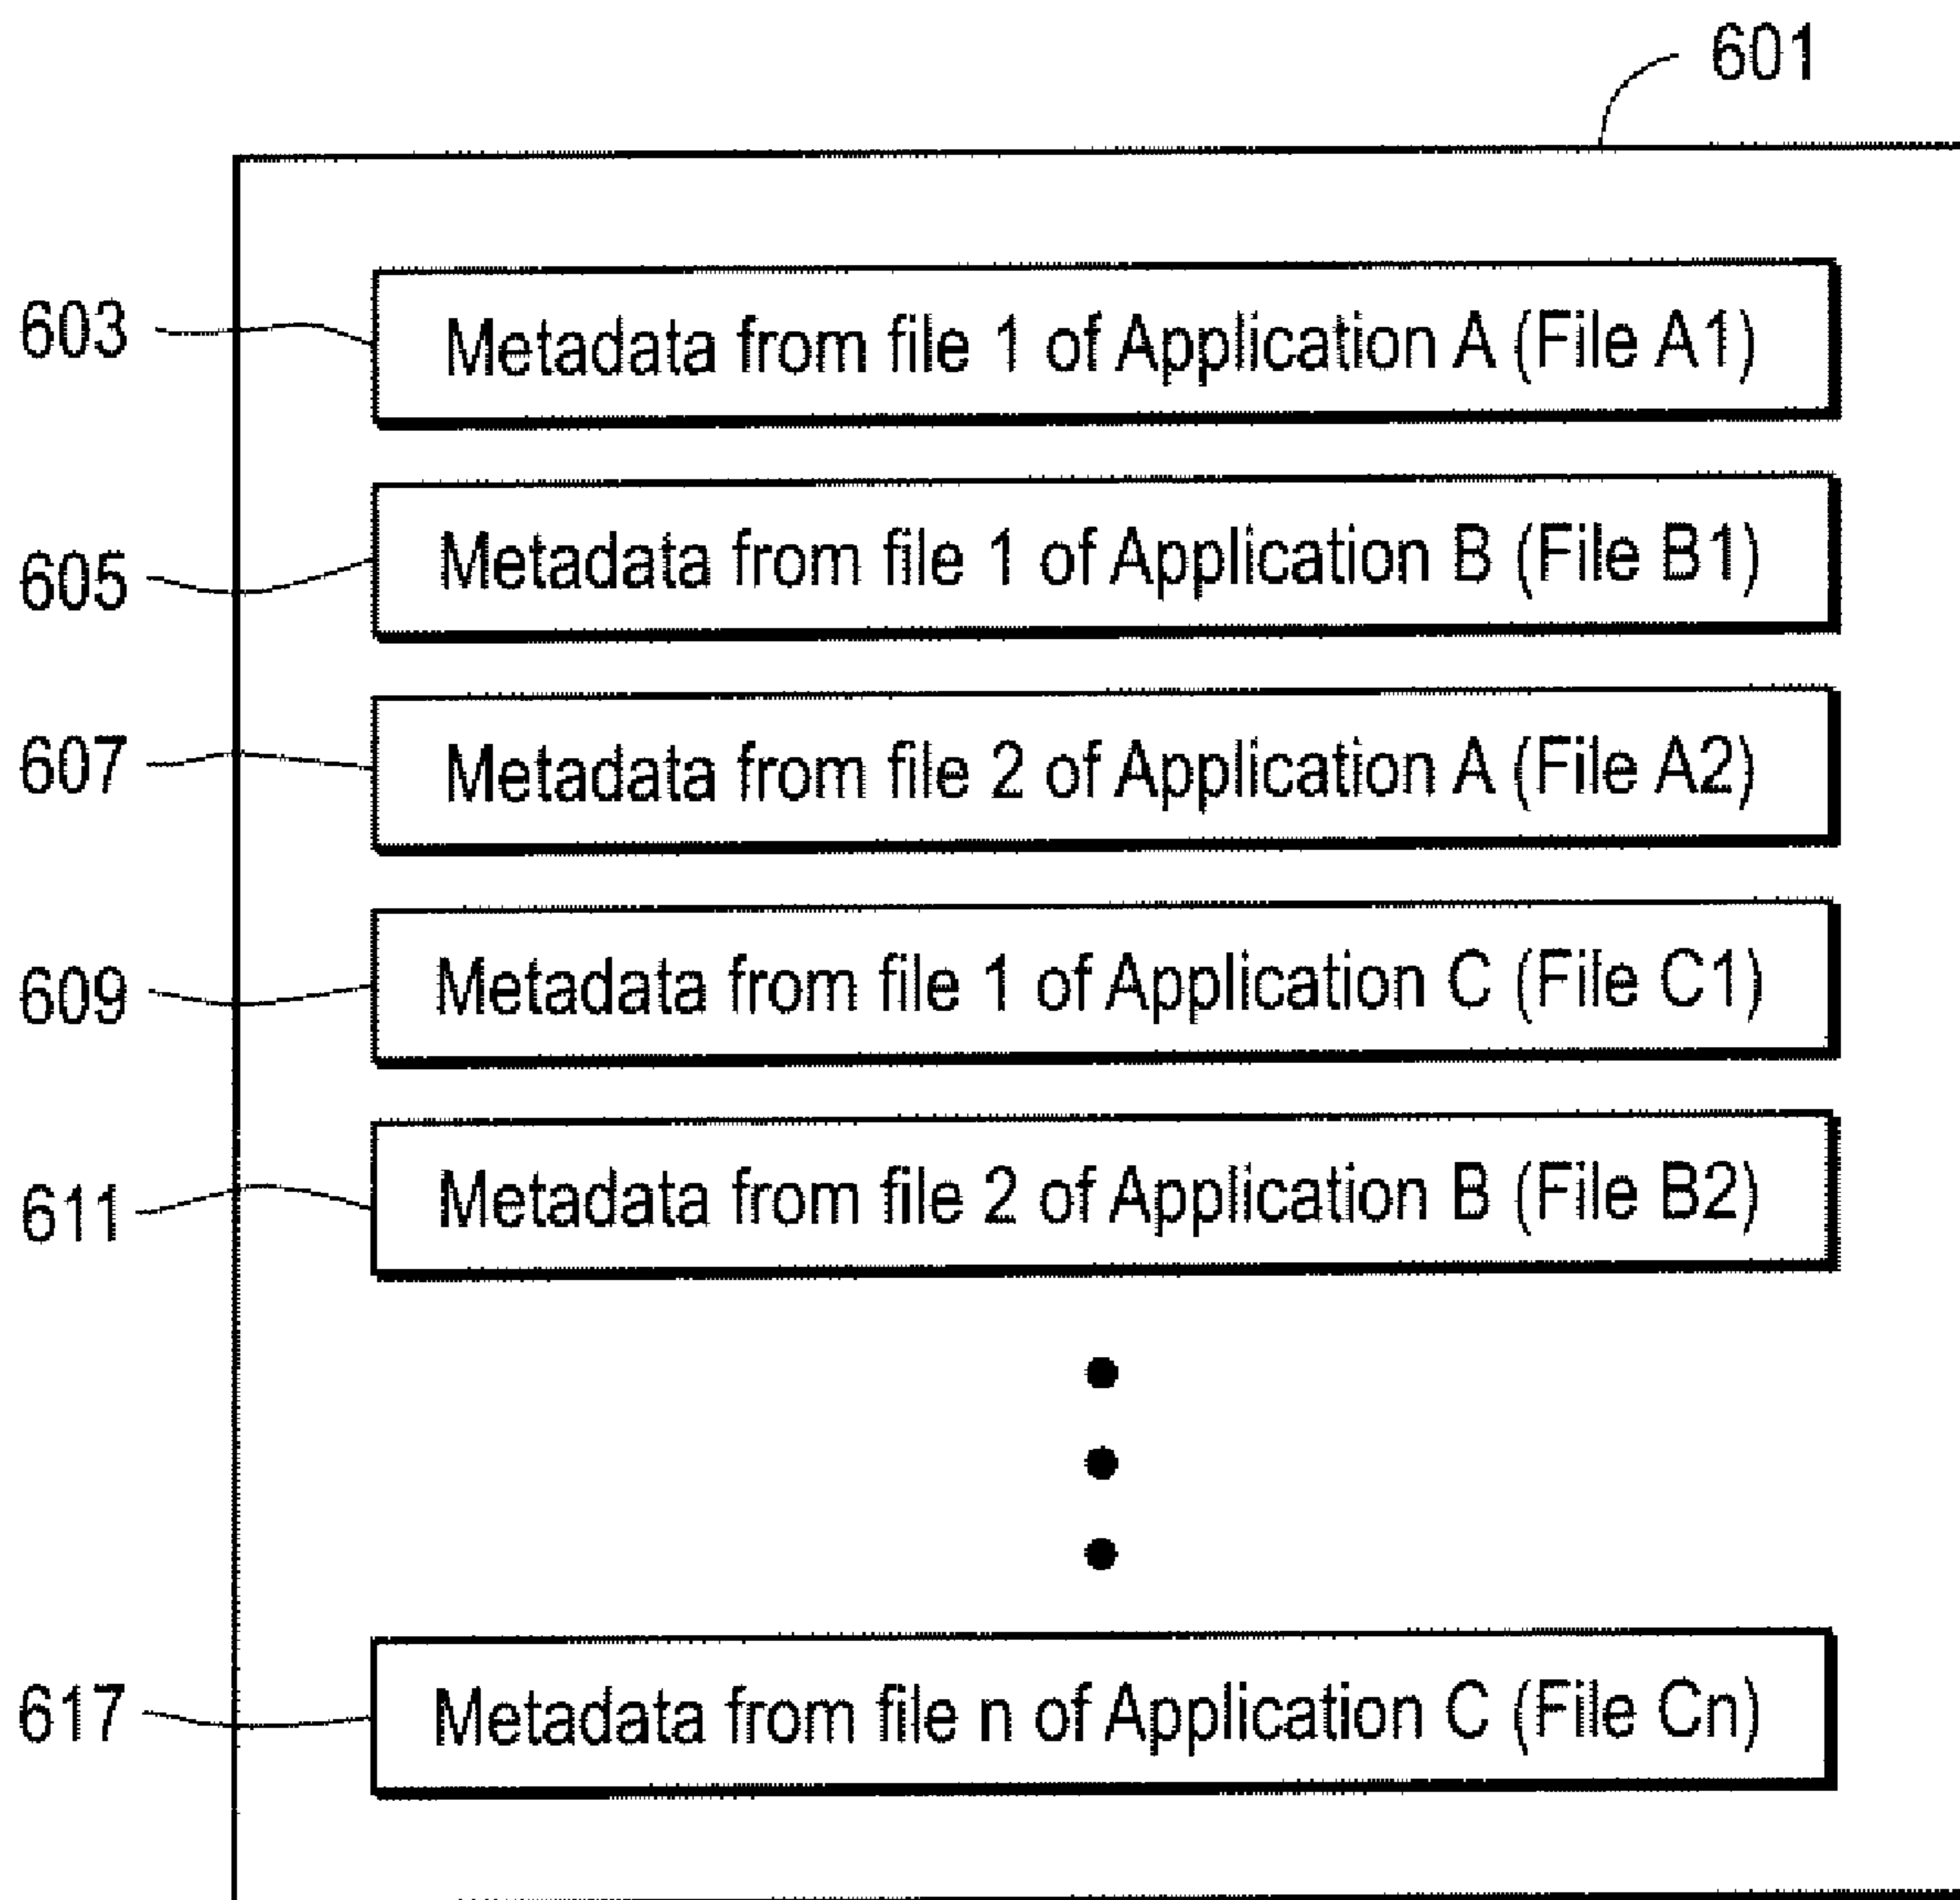 601
603 Metadata from file 1 of Application A (File A1)
605 Metadata from file 1 of Application B (File B1)
607 Metadata from file 2 of Application A (File A2)
609 Metadata from file 1 of Application C (File C1)
611 Metadata from file 2 of Application B (File B2)
617 Metadata from file n of Application C (File Cn)